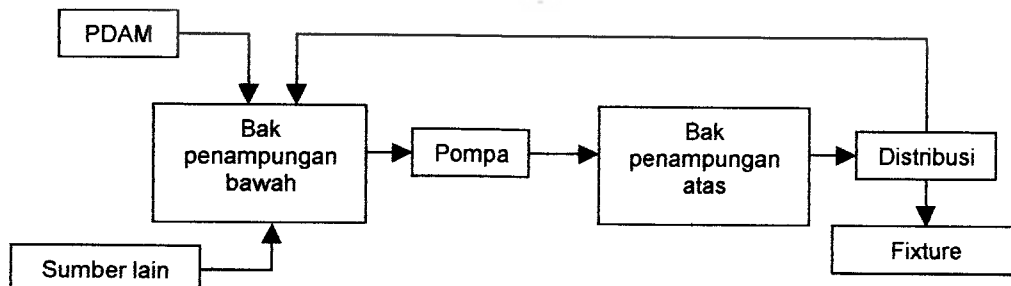 PDAM
Bak
penampungan
bawah
Pompa
Bak
penampungan
atas
Distribusi
Fixture
Sumber lain